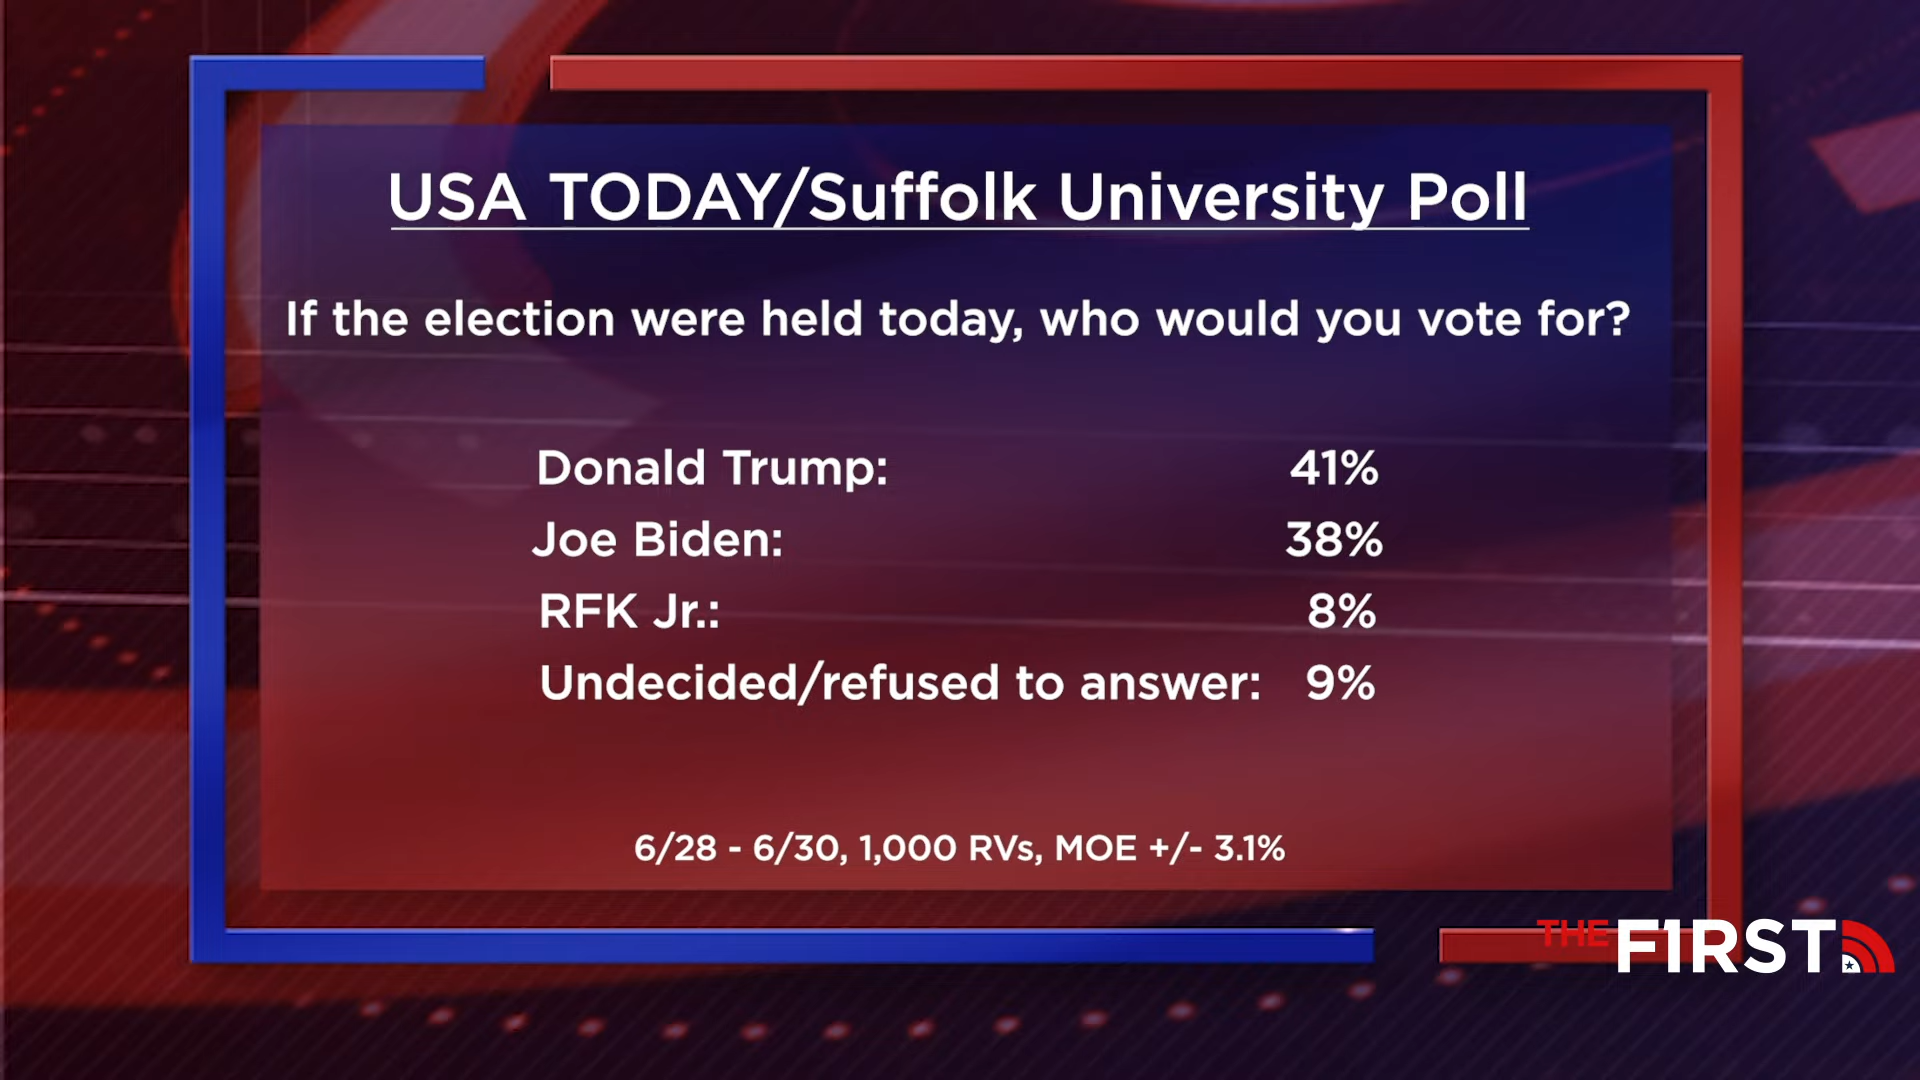 USA TODAY/Suffolk University Poll
If the election were held today, who would you vote for?
Donald Trump: 41%
Joe Biden: 38%
RFK Jr.: 8%
Undecided/refused to answer: 9%
6/28 - 6/30, 1,000 RVs, MOE +/- 3.1%
THE FIRST